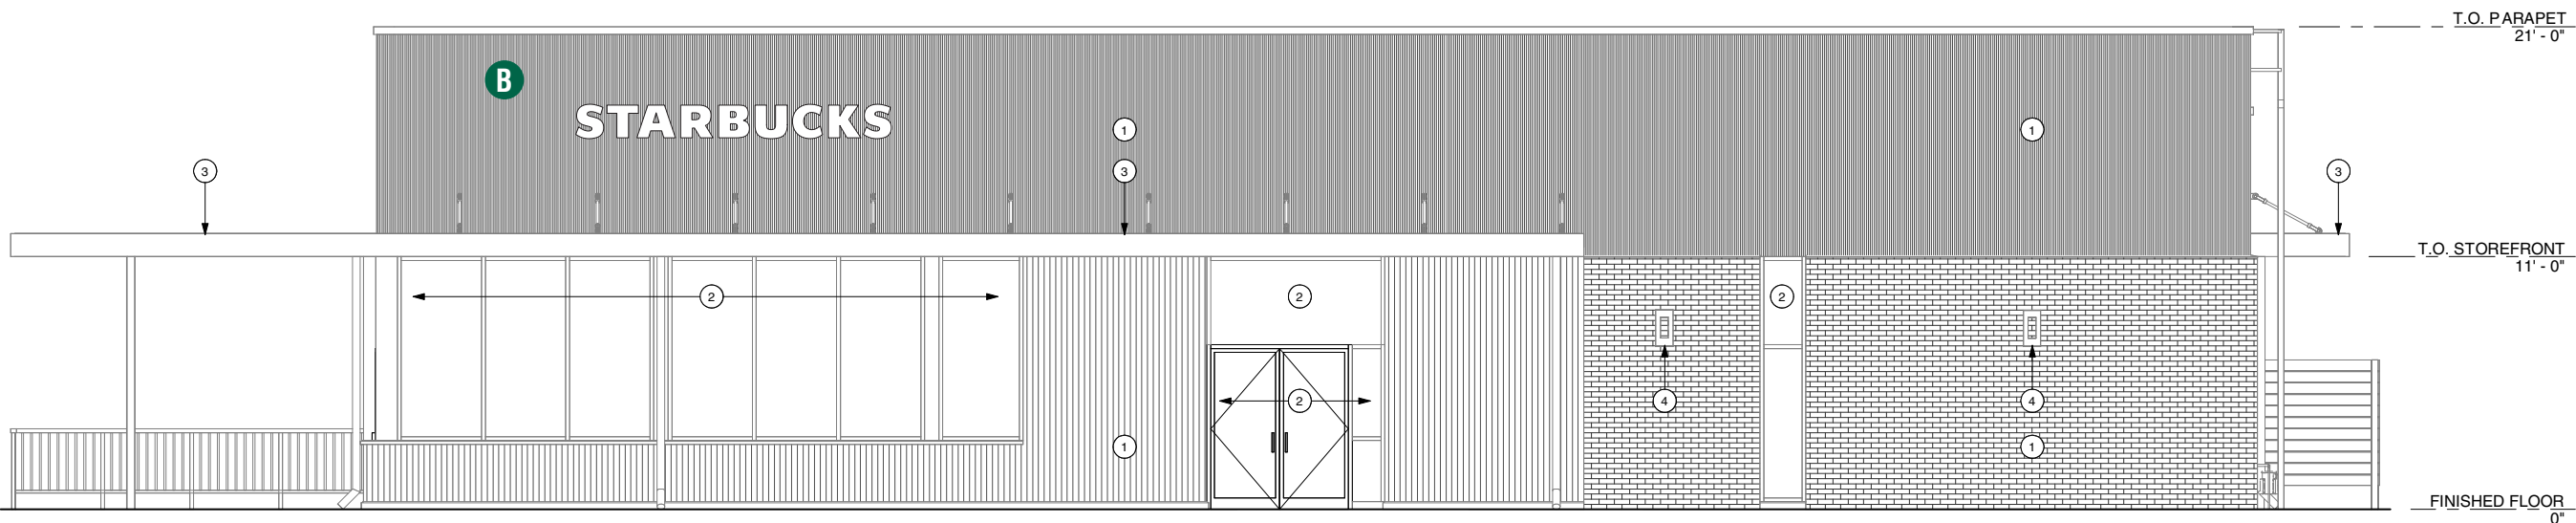 T.O. PARAPET
21' - 0"
B
STARBUCKS
1
1
3
3
3
T.O. STOREFRONT
11' - 0"
2
2
2
2
4
4
1
1
FINISHED FLOOR
0"